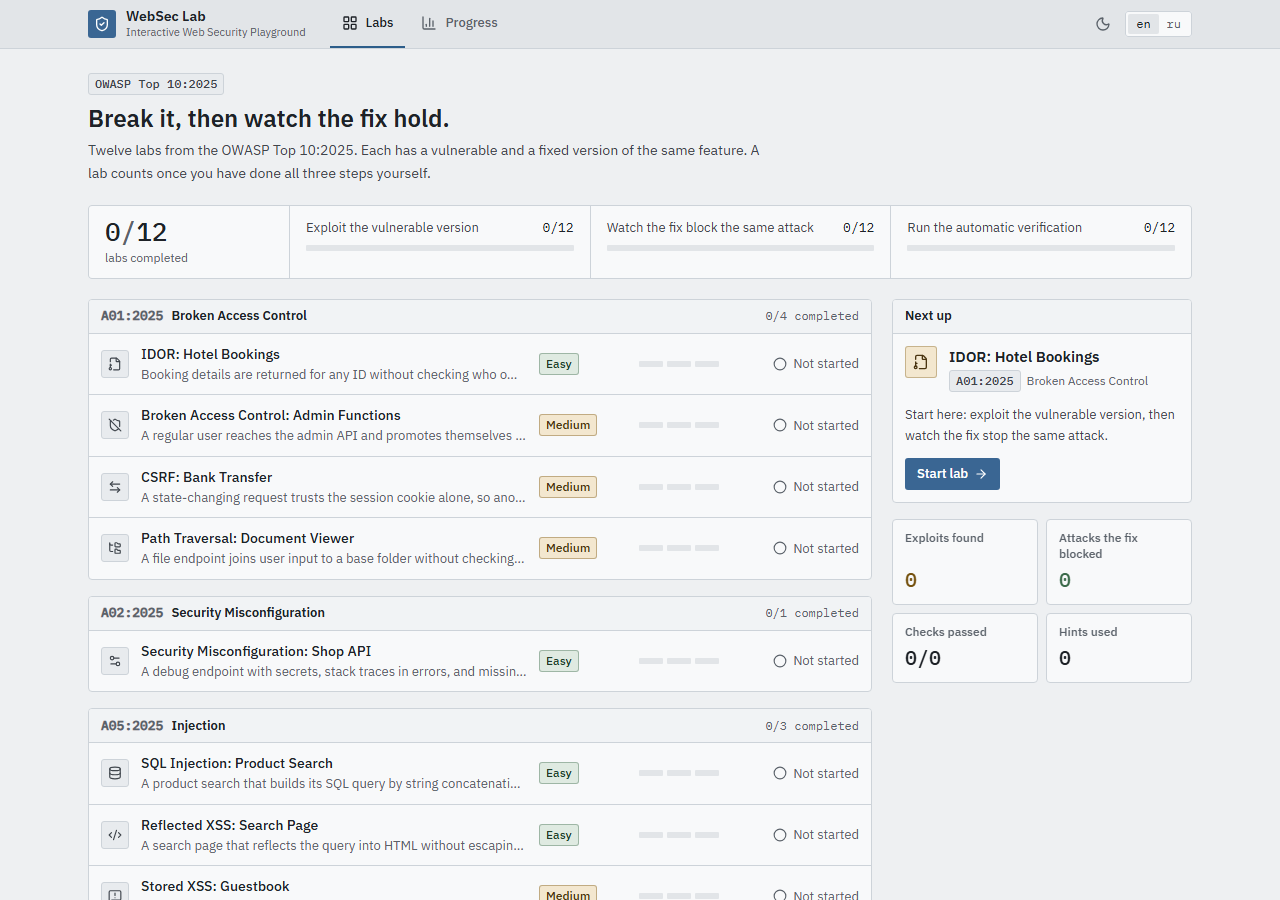 WebSec Lab
Interactive Web Security Playground
Labs
Progress
en
ru
OWASP Top 10:2025
Break it, then watch the fix hold.
Twelve labs from the OWASP Top 10:2025. Each has a vulnerable and a fixed version of the same feature. A
lab counts once you have done all three steps yourself.
0/12
labs completed
Exploit the vulnerable version 0/12
Watch the fix block the same attack 0/12
Run the automatic verification 0/12
A01:2025 Broken Access Control 0/4 completed
IDOR: Hotel Bookings
Booking details are returned for any ID without checking who o...
Easy
Not started
Broken Access Control: Admin Functions
A regular user reaches the admin API and promotes themselves ...
Medium
Not started
CSRF: Bank Transfer
A state-changing request trusts the session cookie alone, so ano...
Medium
Not started
Path Traversal: Document Viewer
A file endpoint joins user input to a base folder without checking...
Medium
Not started
A02:2025 Security Misconfiguration 0/1 completed
Security Misconfiguration: Shop API
A debug endpoint with secrets, stack traces in errors, and missin...
Easy
Not started
A05:2025 Injection 0/3 completed
SQL Injection: Product Search
A product search that builds its SQL query by string concatenati...
Easy
Not started
Reflected XSS: Search Page
A search page that reflects the query into HTML without escapin...
Easy
Not started
Stored XSS: Guestbook
Medium
Not started
Next up
IDOR: Hotel Bookings
A01:2025 Broken Access Control
Start here: exploit the vulnerable version, then
watch the fix stop the same attack.
Start lab
Exploits found
0
Attacks the fix
blocked
0
Checks passed
0/0
Hints used
0